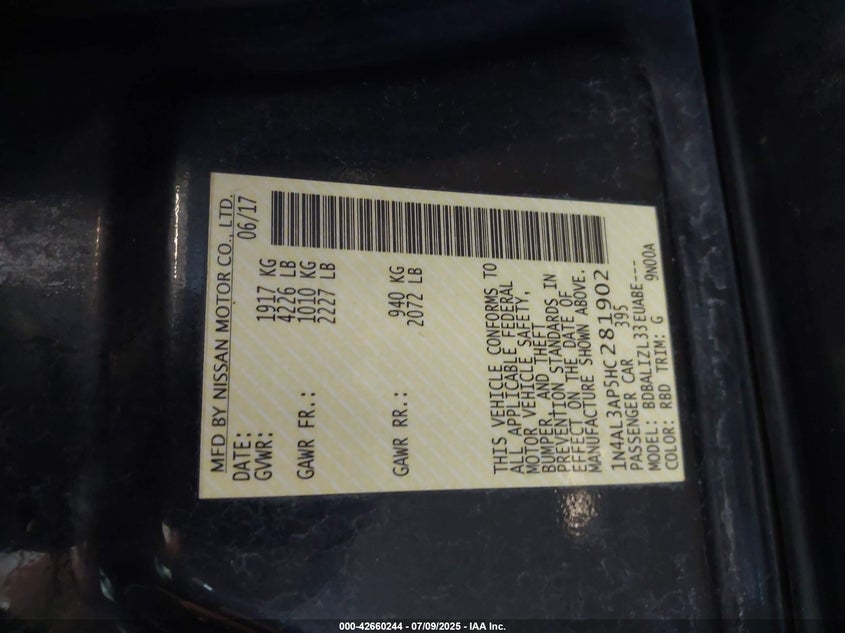 MFD BY NISSAN MOTOR CO., LTD.
DATE: 06/17
GVWR: 1917 KG
4226 LB
GAWR FR.: 1010 KG
2227 LB
GAWR RR.: 940 KG
2072 LB
THIS VEHICLE CONFORMS TO
ALL APPLICABLE FEDERAL
MOTOR VEHICLE SAFETY,
BUMPER, AND THEFT
PREVENTION STANDARDS IN
EFFECT ON THE DATE OF
MANUFACTURE SHOWN ABOVE.
1N4AL3AP5HC281902
PASSENGER CAR 395
MODEL: BDBALIZL33EUABE---
COLOR: RBD TRIM: G 9N00A
000-42660244 - 07/09/2025 - IAA Inc.